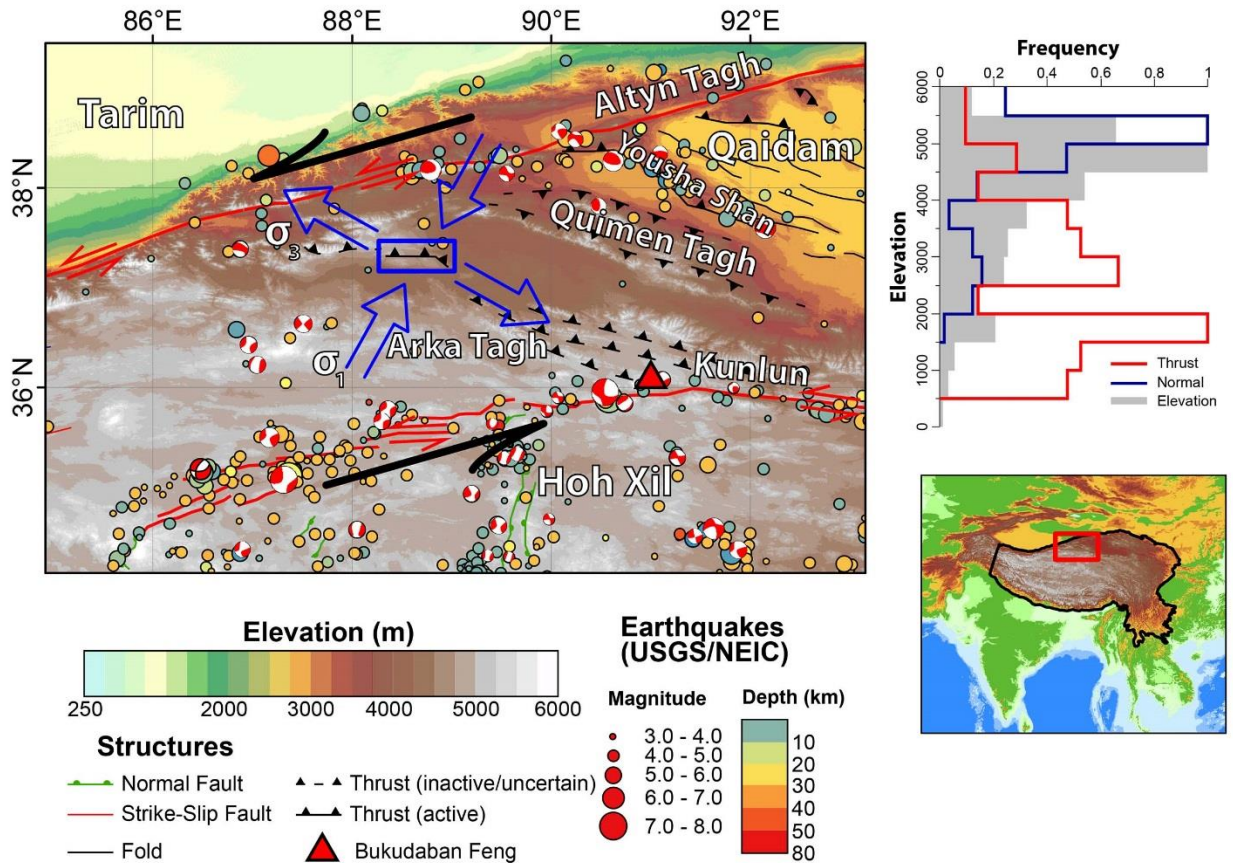 86°E 88°E 90°E 92°E
38°N
36°N
Tarim
Altyn Tagh
Qaidam
Yousha Shan
Quimen Tagh
σ3
σ1
Arka Tagh
Kunlun
Hoh Xil
Frequency
0 0,2 0,4 0,6 0,8 1
Elevation
6000
5000
4000
3000
2000
1000
0
Thrust
Normal
Elevation
Elevation (m)
250 2000 3000 4000 5000 6000
Structures
Normal Fault
Strike-Slip Fault
Fold
Thrust (inactive/uncertain)
Thrust (active)
Bukudaban Feng
Earthquakes
(USGS/NEIC)
Magnitude
3.0 - 4.0
4.0 - 5.0
5.0 - 6.0
6.0 - 7.0
7.0 - 8.0
Depth (km)
10
20
30
40
50
80